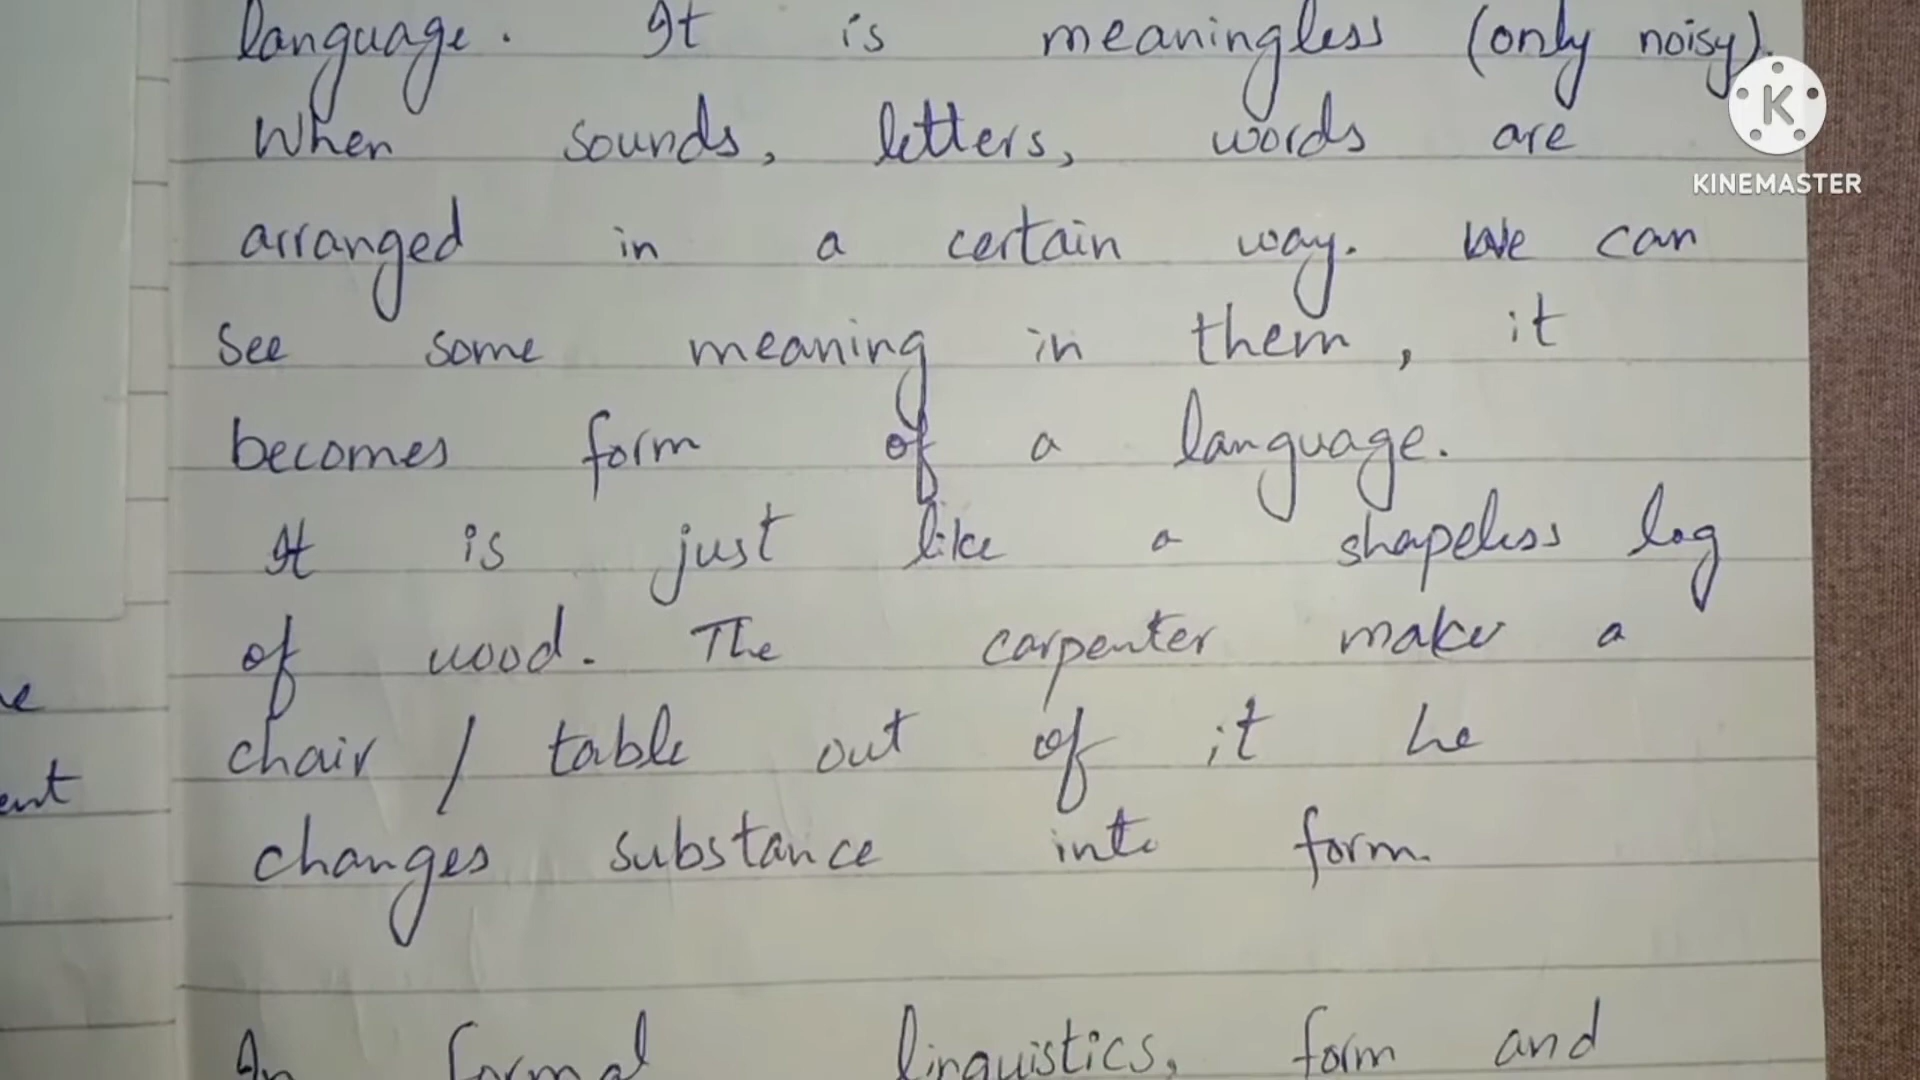 language. It is meaningless (only noisy).
When sounds, letters, words are
arranged in a certain way. We can
see some meaning in them, it
becomes form of a language.
It is just like a shapeless log
of wood. The carpenter make a
chair / table out of it he
changes substance into form.
In formal linguistics, form and
K
KINEMASTER